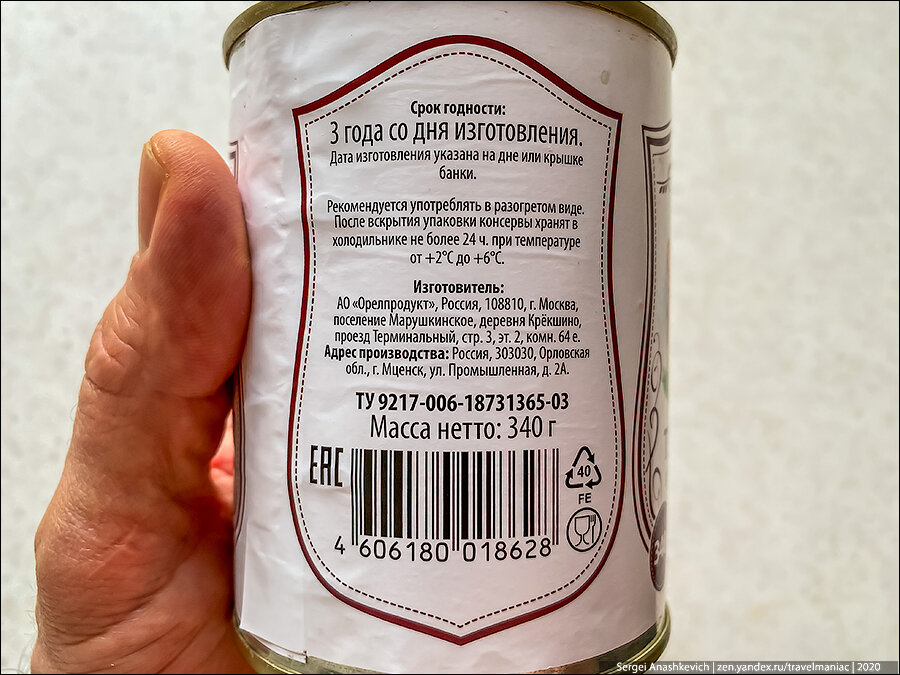 Срок годности:
3 года со дня изготовления.
Дата изготовления указана на дне или крышке
банки.
Рекомендуется употреблять в разогретом виде.
После вскрытия упаковки консервы хранят в
холодильнике не более 24 ч. при температуре
от +2°С до +6°С.
Изготовитель:
АО «Орелпродукт», Россия, 108810, г. Москва,
поселение Марушкинское, деревня Крёкшино,
проезд Терминальный, стр. 3, эт. 2, комн. 64 е.
Адрес производства: Россия, 303030, Орловская
обл., г. Мценск, ул. Промышленная, д. 2А.
ТУ 9217-006-18731365-03
Масса нетто: 340 г
ЕАС
40
FE
4 606180 018628
Sergei Anashkevich | zen.yandex.ru/travelmaniac | 2020